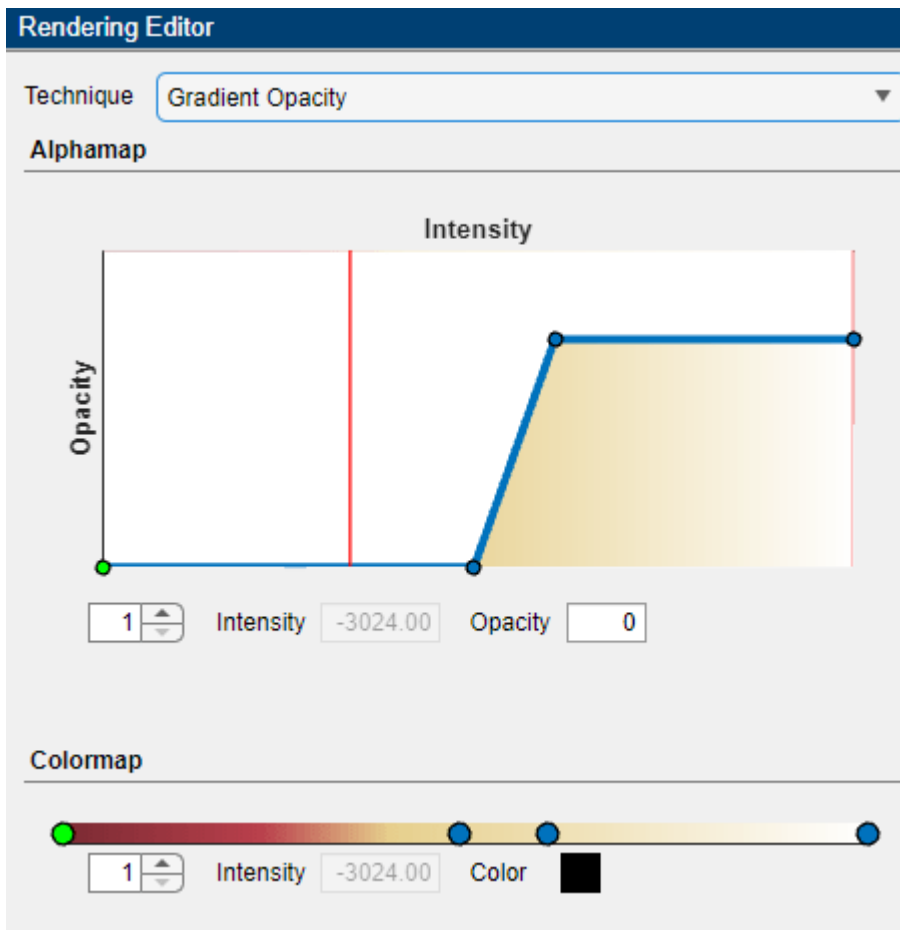 Rendering Editor
Technique Gradient Opacity
Alphamap
Intensity
Opacity
1 Intensity -3024.00 Opacity 0
Colormap
1 Intensity -3024.00 Color